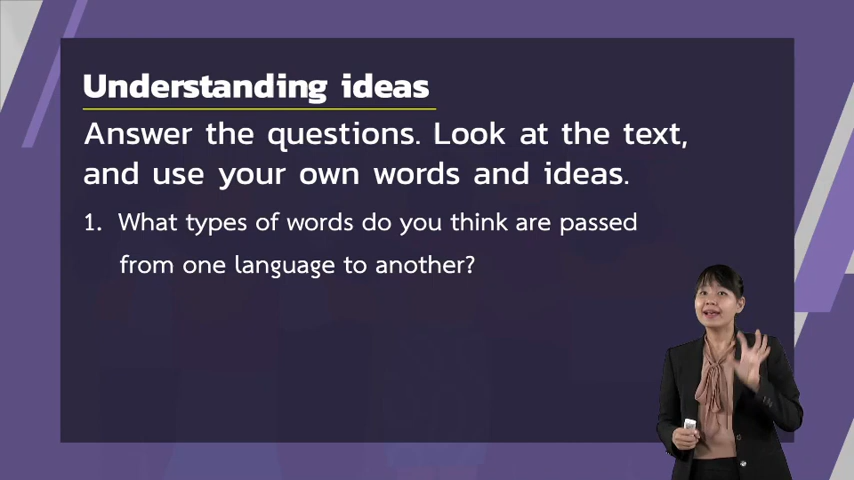 Understanding ideas
Answer the questions. Look at the text,
and use your own words and ideas.
1. What types of words do you think are passed
from one language to another?